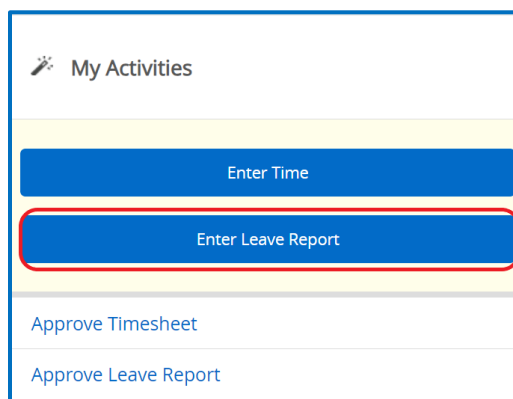 My Activities
Enter Time
Enter Leave Report
Approve Timesheet
Approve Leave Report